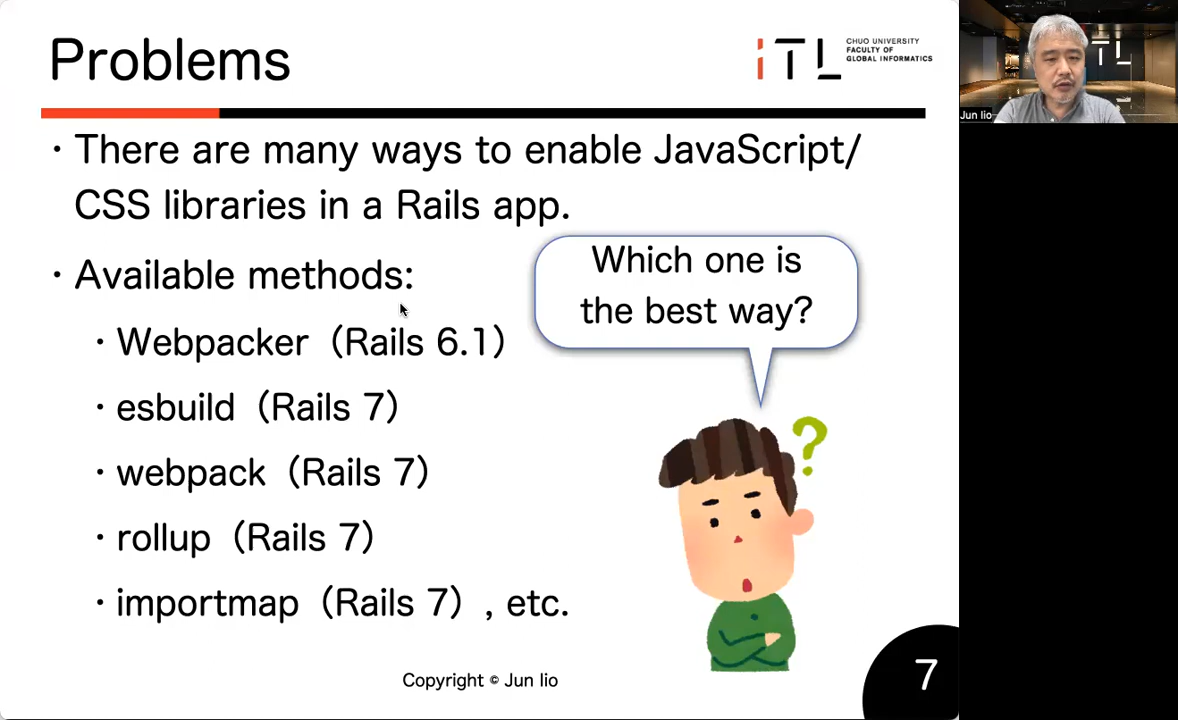 Problems
iTL
CHUO UNIVERSITY
FACULTY OF
GLOBAL INFORMATICS
・There are many ways to enable JavaScript/
CSS libraries in a Rails app.
・Available methods:
・Webpacker（Rails 6.1）
・esbuild（Rails 7）
・webpack（Rails 7）
・rollup（Rails 7）
・importmap（Rails 7）, etc.
Which one is
the best way?
?
Copyright © Jun Iio
7
TL
Jun Iio